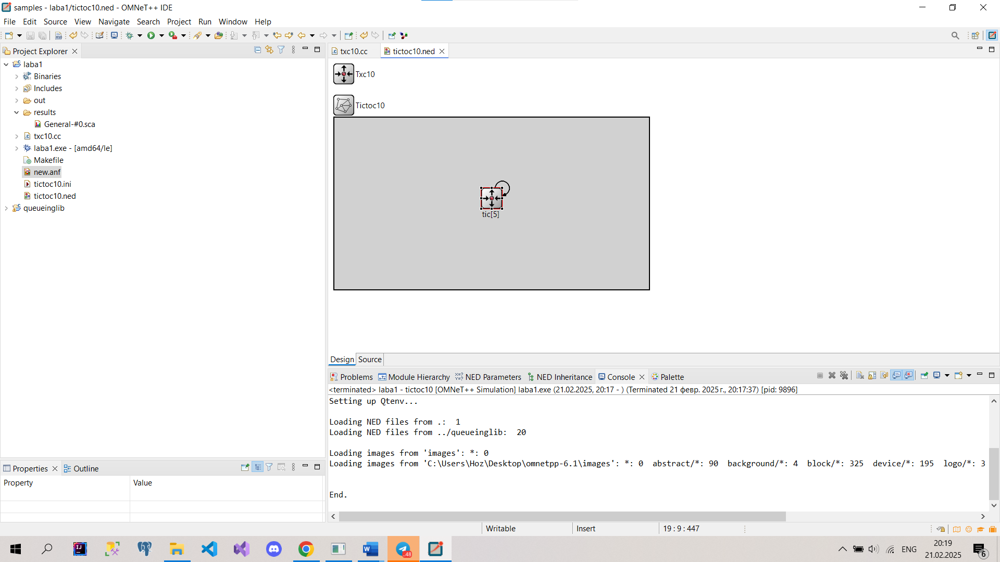 samples - laba1/tictoc10.ned - OMNeT++ IDE
File Edit Source View Navigate Search Project Run Window Help
Project Explorer
laba1
Binaries
Includes
out
results
General-#0.sca
txc10.cc
laba1.exe - [amd64/le]
Makefile
new.anf
tictoc10.ini
tictoc10.ned
queueinglib
txc10.cc tictoc10.ned
Txc10
Tictoc10
tic[5]
Design Source
Problems Module Hierarchy NED Parameters NED Inheritance Console Palette
<terminated> laba1 - tictoc10 [OMNeT++ Simulation] laba1.exe (21.02.2025, 20:17 - ) (Terminated 21 февр. 2025 г., 20:17:37) [pid: 9896]
Setting up Qtenv...
Loading NED files from .:  1
Loading NED files from ../queueinglib:  20
Loading images from 'images': *: 0
Loading images from 'C:\Users\Hoz\Desktop\omnetpp-6.1\images': *: 0  abstract/*: 90  background/*: 4  block/*: 325  device/*: 195  logo/*: 3
End.
Properties Outline
Property Value
Writable Insert 19 : 9 : 447
48
ENG
20:19
21.02.2025
6